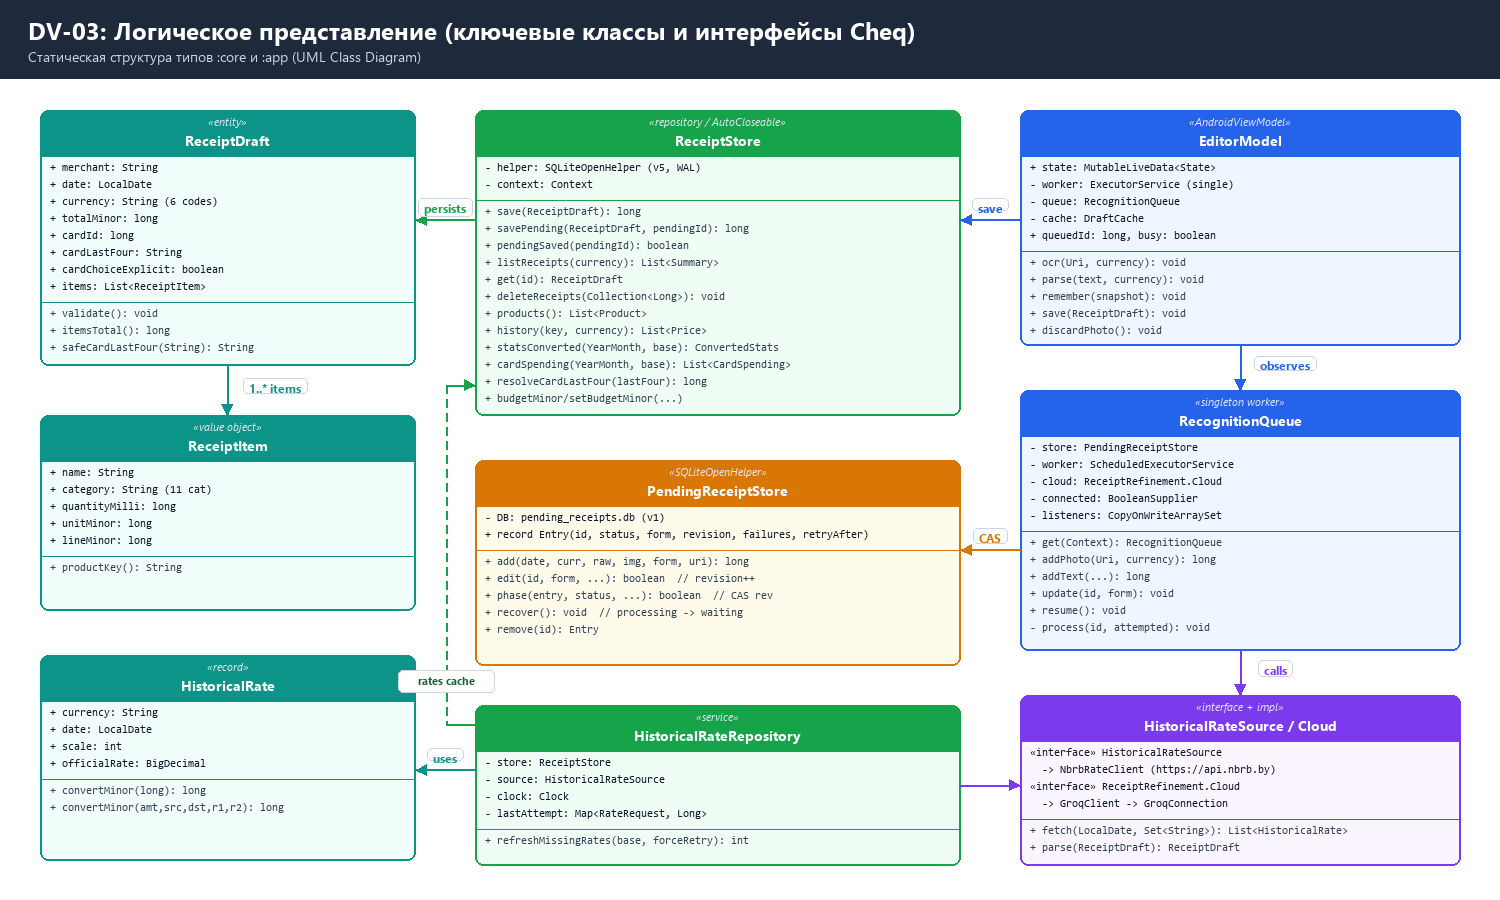 DV-03: Логическое представление (ключевые классы и интерфейсы Cheq)
Статическая структура типов :core и :app (UML Class Diagram)
«entity»
ReceiptDraft
+ merchant: String
+ date: LocalDate
+ currency: String (6 codes)
+ totalMinor: long
+ cardId: long
+ cardLastFour: String
+ cardChoiceExplicit: boolean
+ items: List<ReceiptItem>
+ validate(): void
+ itemsTotal(): long
+ safeCardLastFour(String): String
persists
«repository / AutoCloseable»
ReceiptStore
- helper: SQLiteOpenHelper (v5, WAL)
- context: Context
+ save(ReceiptDraft): long
+ savePending(ReceiptDraft, pendingId): long
+ pendingSaved(pendingId): boolean
+ listReceipts(currency): List<Summary>
+ get(id): ReceiptDraft
+ deleteReceipts(Collection<Long>): void
+ products(): List<Product>
+ history(key, currency): List<Price>
+ statsConverted(YearMonth, base): ConvertedStats
+ cardSpending(YearMonth, base): List<CardSpending>
+ resolveCardLastFour(lastFour): long
+ budgetMinor/setBudgetMinor(...)
save
«AndroidViewModel»
EditorModel
+ state: MutableLiveData<State>
- worker: ExecutorService (single)
- queue: RecognitionQueue
- cache: DraftCache
+ queuedId: long, busy: boolean
+ ocr(Uri, currency): void
+ parse(text, currency): void
+ remember(snapshot): void
+ save(ReceiptDraft): void
+ discardPhoto(): void
1..* items
observes
«value object»
ReceiptItem
+ name: String
+ category: String (11 cat)
+ quantityMilli: long
+ unitMinor: long
+ lineMinor: long
+ productKey(): String
«SQLiteOpenHelper»
PendingReceiptStore
- DB: pending_receipts.db (v1)
+ record Entry(id, status, form, revision, failures, retryAfter)
+ add(date, curr, raw, img, form, uri): long
+ edit(id, form, ...): boolean  // revision++
+ phase(entry, status, ...): boolean  // CAS rev
+ recover(): void  // processing -> waiting
+ remove(id): Entry
CAS
«singleton worker»
RecognitionQueue
- store: PendingReceiptStore
- worker: ScheduledExecutorService
- cloud: ReceiptRefinement.Cloud
- connected: BooleanSupplier
- listeners: CopyOnWriteArraySet
+ get(Context): RecognitionQueue
+ addPhoto(Uri, currency): long
+ addText(...): long
+ update(id, form): void
+ resume(): void
- process(id, attempted): void
rates cache
calls
«record»
HistoricalRate
+ currency: String
+ date: LocalDate
+ scale: int
+ officialRate: BigDecimal
+ convertMinor(long): long
+ convertMinor(amt,src,dst,r1,r2): long
uses
«service»
HistoricalRateRepository
- store: ReceiptStore
- source: HistoricalRateSource
- clock: Clock
- lastAttempt: Map<RateRequest, Long>
+ refreshMissingRates(base, forceRetry): int
«interface + impl»
HistoricalRateSource / Cloud
«interface» HistoricalRateSource
-> NbrbRateClient (https://api.nbrb.by)
«interface» ReceiptRefinement.Cloud
-> GroqClient -> GroqConnection
+ fetch(LocalDate, Set<String>): List<HistoricalRate>
+ parse(ReceiptDraft): ReceiptDraft